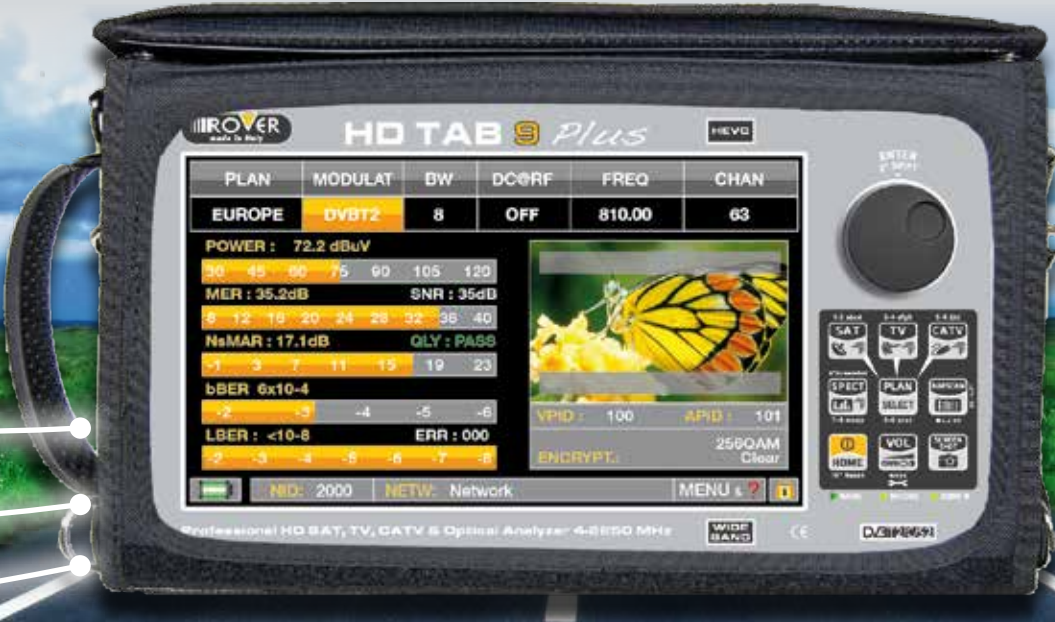 ROVER
made in Italy
HD TAB 9 Plus
HEVC
PLAN MODULAT BW DC@RF FREQ CHAN
EUROPE DVBT2 8 OFF 810.00 63
POWER : 72.2 dBuV
30 45 60 75 90 105 120
MER : 35.2dB SNR : 35dB
8 12 16 20 24 28 32 36 40
NsMAR : 17.1dB QLY : PASS
-1 3 7 11 15 19 23
bBER 6x10-4
-2 -3 -4 -5 -6
LBER : <10-8 ERR : 000
-2 -3 -4 -5 -6 -7 -8
VPID : 100 APID : 101
256QAM
ENCRYPT.: Clear
NID: 2000 NETW: Network MENU & ?
Professional HD SAT, TV, CATV & Optical Analyzer 4-2250 MHz
WIDE
BAND
CE
ENTER
SAT TV CATV
SPECT PLAN
SELECT
HOME VOL
SCREEN
SHOT